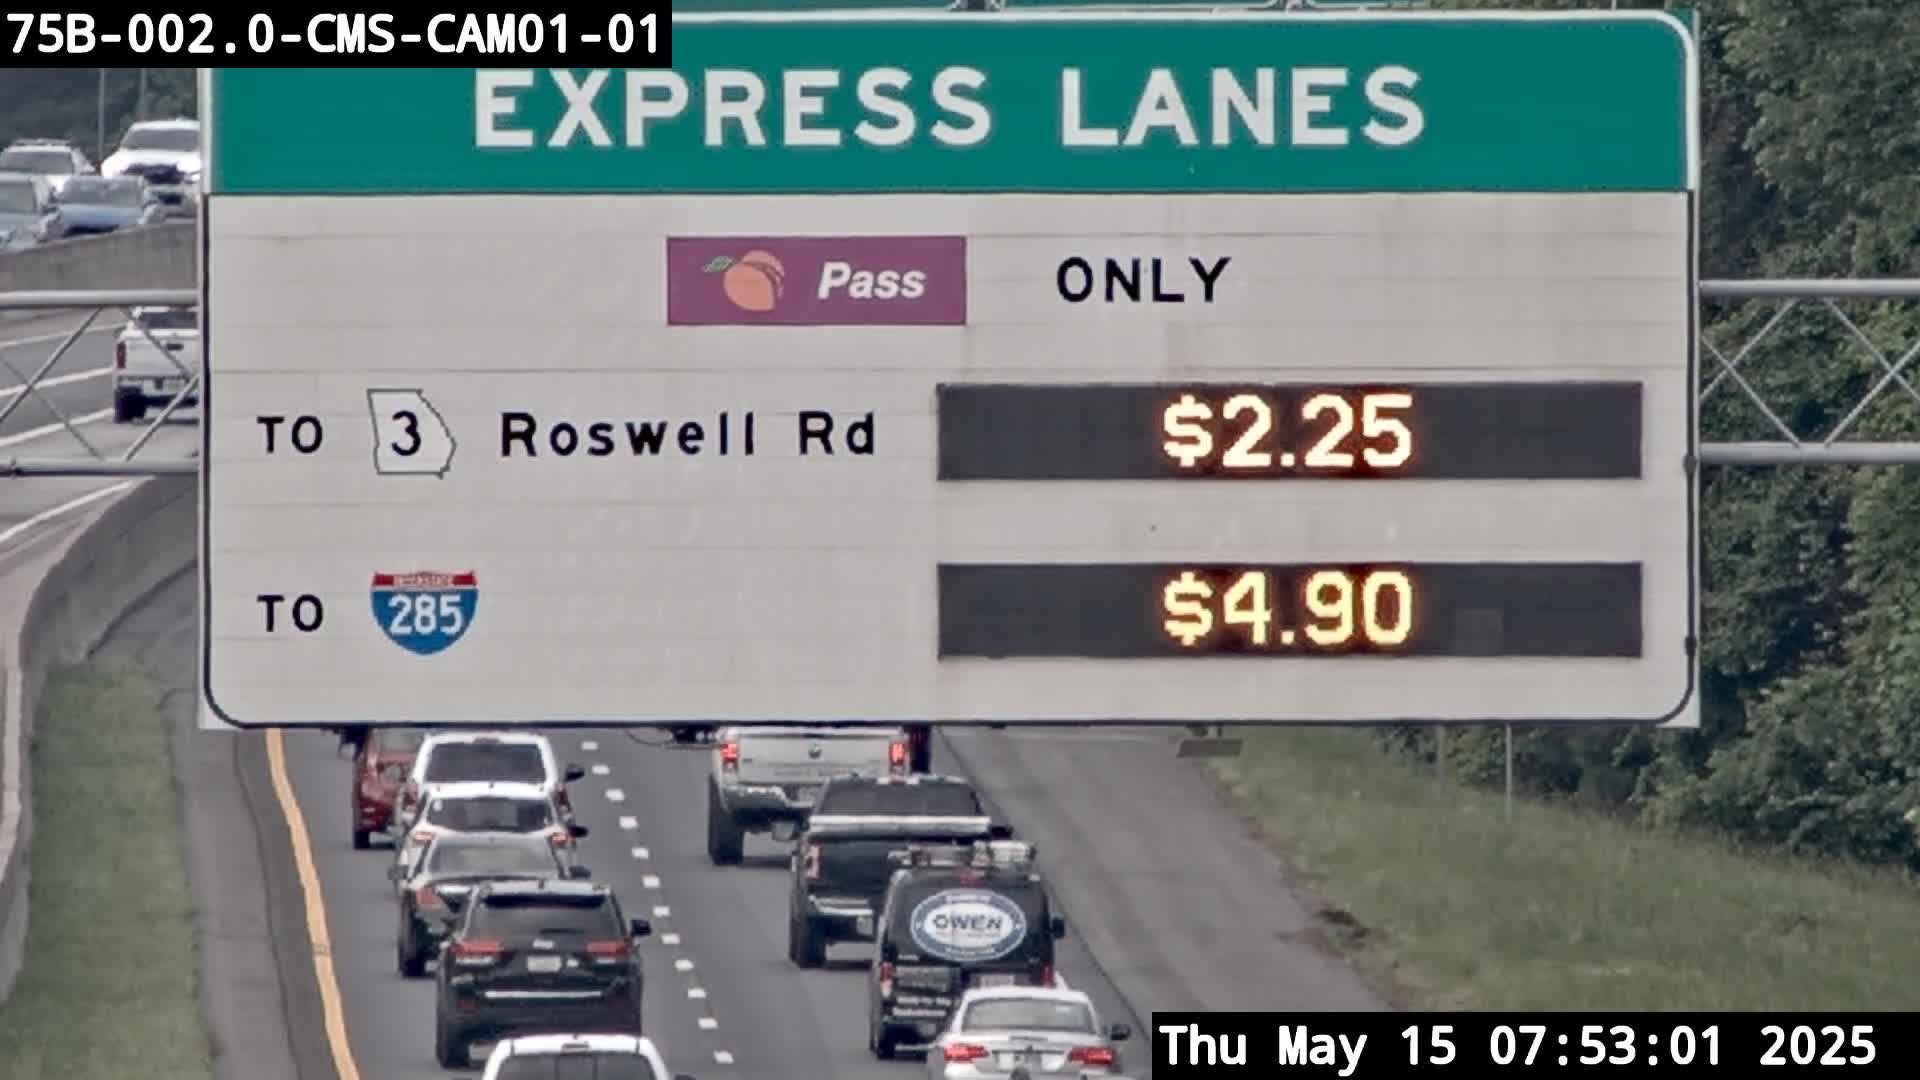 75B-002.0-CMS-CAM01-01
EXPRESS LANES
Pass ONLY
TO 3 Roswell Rd $2.25
TO INTERSTATE 285 $4.90
OWEN
Thu May 15 07:53:01 2025